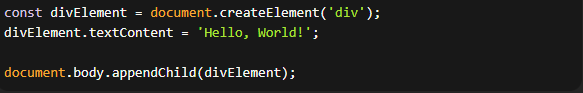 const divElement = document.createElement('div');
divElement.textContent = 'Hello, World!';
document.body.appendChild(divElement);